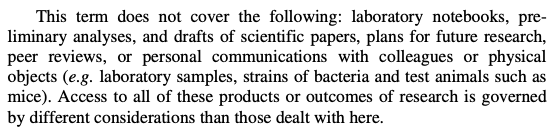 This term does not cover the following: laboratory notebooks, pre-
liminary analyses, and drafts of scientific papers, plans for future research,
peer reviews, or personal communications with colleagues or physical
objects (e.g. laboratory samples, strains of bacteria and test animals such as
mice). Access to all of these products or outcomes of research is governed
by different considerations than those dealt with here.